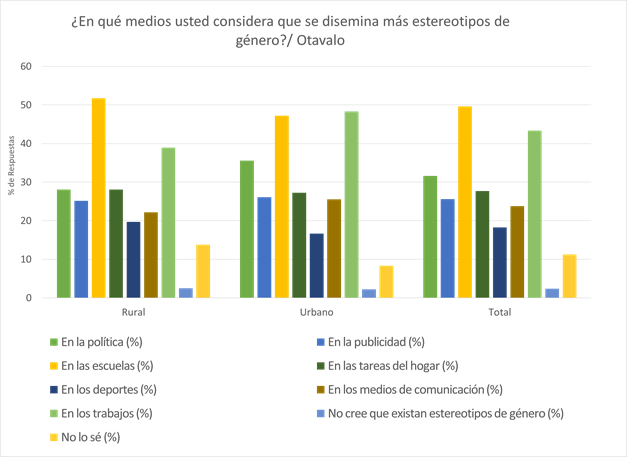 ¿En qué medios usted considera que se disemina más estereotipos de
género?/ Otavalo
% de Respuestas
60
50
40
30
20
10
0
Rural Urbano Total
En la política (%) En la publicidad (%)
En las escuelas (%) En las tareas del hogar (%)
En los deportes (%) En los medios de comunicación (%)
En los trabajos (%) No cree que existan estereotipos de género (%)
No lo sé (%)